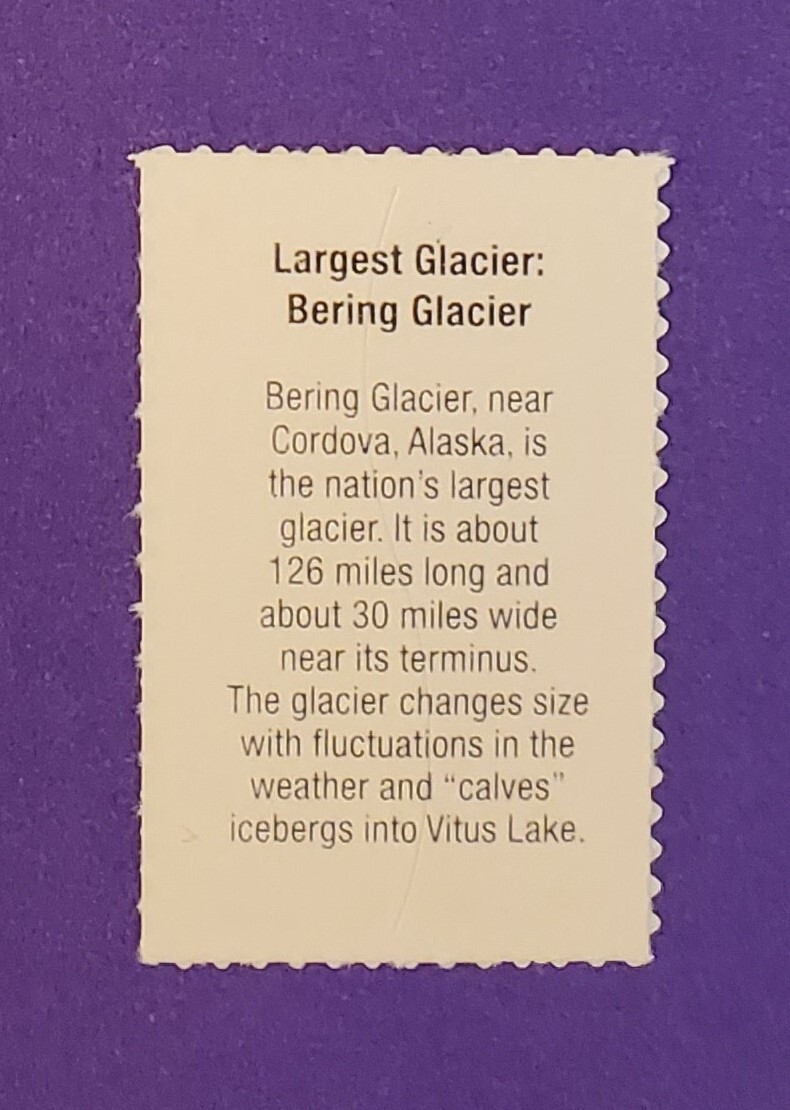 Largest Glacier:
Bering Glacier
Bering Glacier, near
Cordova, Alaska, is
the nation's largest
glacier. It is about
126 miles long and
about 30 miles wide
near its terminus.
The glacier changes size
with fluctuations in the
weather and “calves”
icebergs into Vitus Lake.